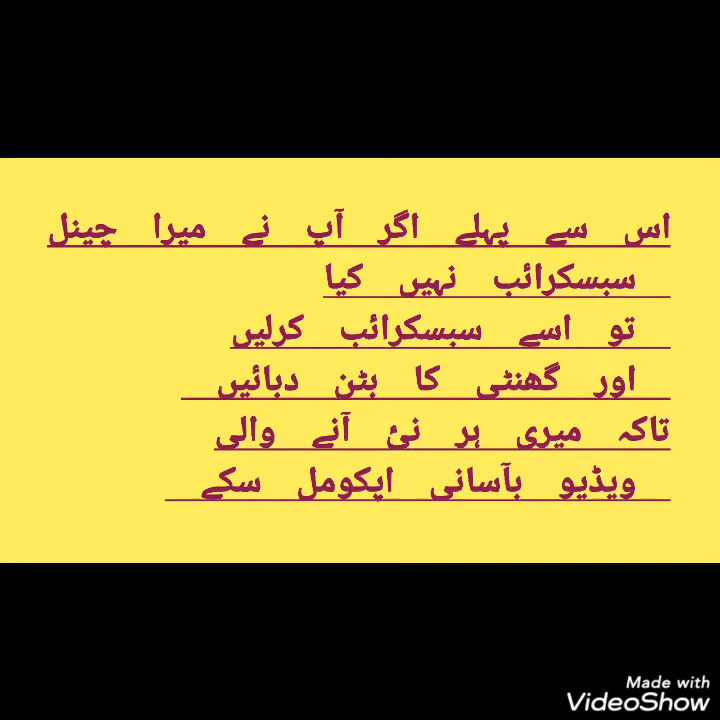 اس سے پہلے اگر آپ نے میرا چینل
سبسکرائب نہیں کیا
تو اسے سبسکرائب کرلیں
اور گھنٹی کا بٹن دبائیں
تاکہ میری ہر نئ آنے والی
ویڈیو بآسانی اپکومل سکے
Made with
VideoShow